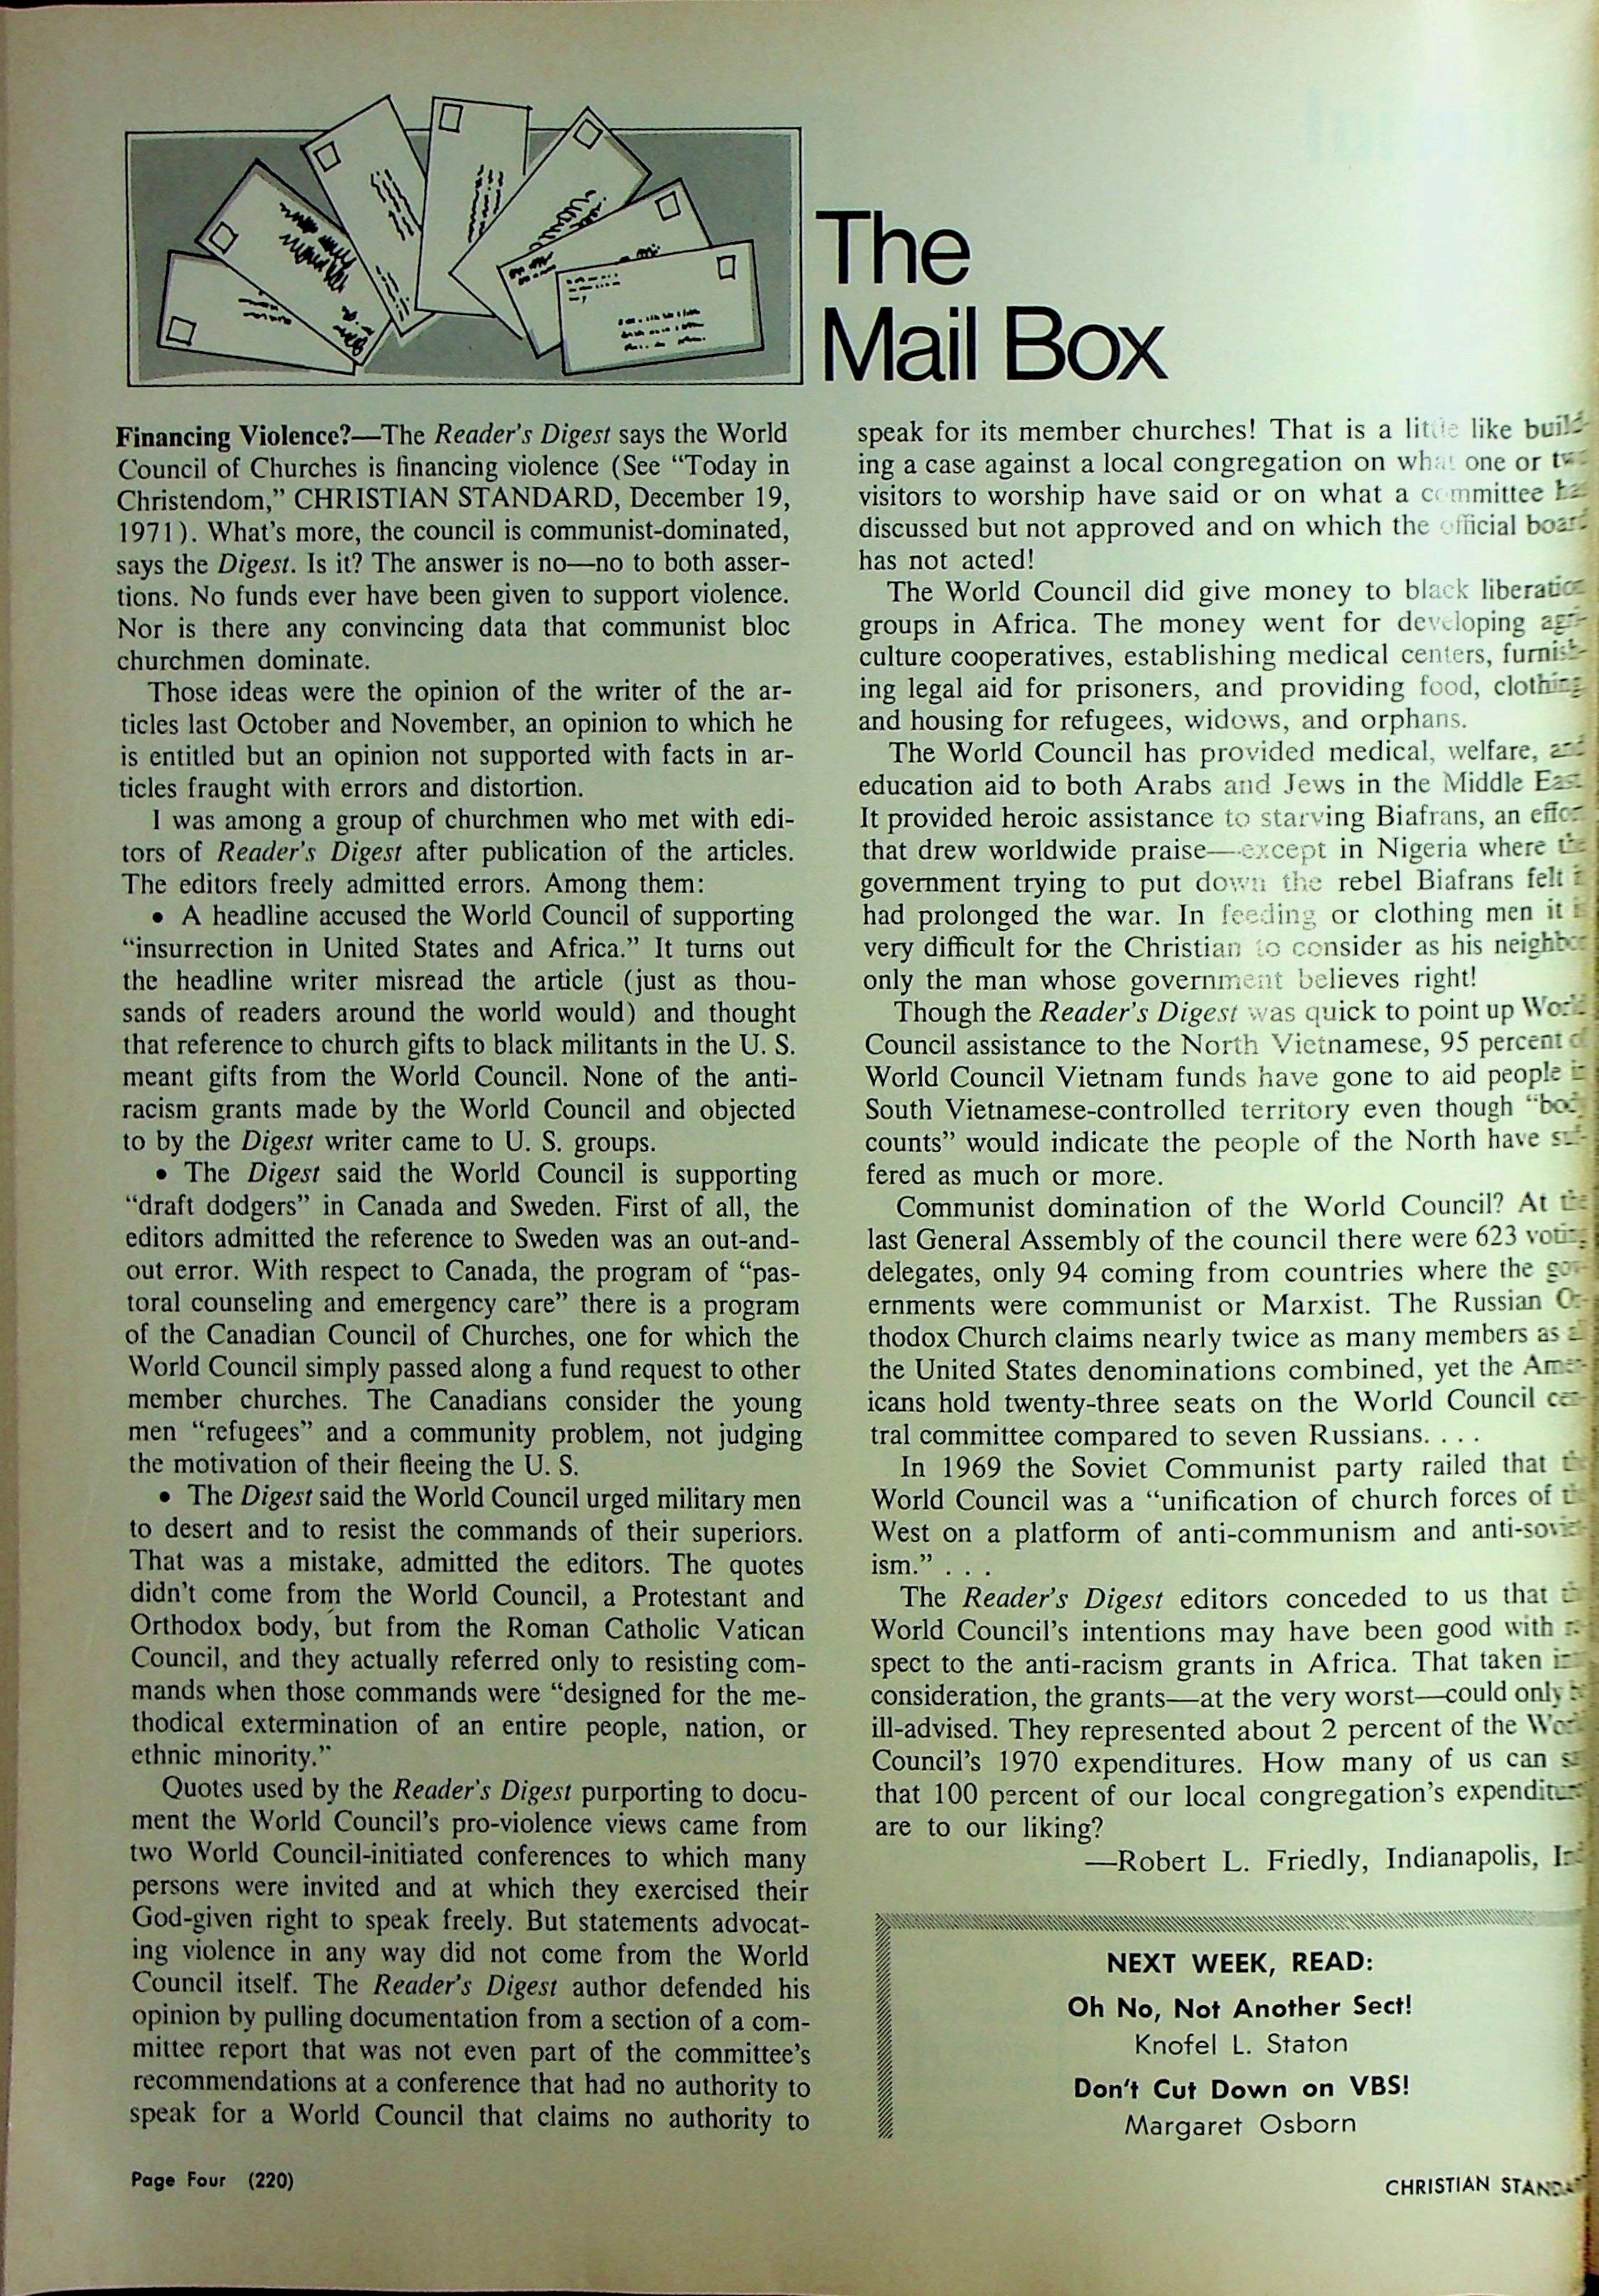 The
Mail Box
Financing Violence?—The Reader's Digest says the World
Council of Churches is financing violence (See “Today in
Christendom,” CHRISTIAN STANDARD, December 19,
1971). What's more, the council is communist-dominated,
says the Digest. Is it? The answer is no—no to both asser-
tions. No funds ever have been given to support violence.
Nor is there any convincing data that communist bloc
churchmen dominate.
Those ideas were the opinion of the writer of the ar-
ticles last October and November, an opinion to which he
is entitled but an opinion not supported with facts in ar-
ticles fraught with errors and distortion.
I was among a group of churchmen who met with edi-
tors of Reader's Digest after publication of the articles.
The editors freely admitted errors. Among them:
• A headline accused the World Council of supporting
“insurrection in United States and Africa.” It turns out
the headline writer misread the article (just as thou-
sands of readers around the world would) and thought
that reference to church gifts to black militants in the U. S.
meant gifts from the World Council. None of the anti-
racism grants made by the World Council and objected
to by the Digest writer came to U. S. groups.
• The Digest said the World Council is supporting
“draft dodgers” in Canada and Sweden. First of all, the
editors admitted the reference to Sweden was an out-and-
out error. With respect to Canada, the program of “pas-
toral counseling and emergency care” there is a program
of the Canadian Council of Churches, one for which the
World Council simply passed along a fund request to other
member churches. The Canadians consider the young
men “refugees” and a community problem, not judging
the motivation of their fleeing the U. S.
• The Digest said the World Council urged military men
to desert and to resist the commands of their superiors.
That was a mistake, admitted the editors. The quotes
didn't come from the World Council, a Protestant and
Orthodox body, but from the Roman Catholic Vatican
Council, and they actually referred only to resisting com-
mands when those commands were “designed for the me-
thodical extermination of an entire people, nation, or
ethnic minority.”
Quotes used by the Reader's Digest purporting to docu-
ment the World Council's pro-violence views came from
two World Council-initiated conferences to which many
persons were invited and at which they exercised their
God-given right to speak freely. But statements advocat-
ing violence in any way did not come from the World
Council itself. The Reader's Digest author defended his
opinion by pulling documentation from a section of a com-
mittee report that was not even part of the committee's
recommendations at a conference that had no authority to
speak for a World Council that claims no authority to
speak for its member churches! That is a little like build-
ing a case against a local congregation on what one or two
visitors to worship have said or on what a committee has
discussed but not approved and on which the official board
has not acted!
The World Council did give money to black liberation
groups in Africa. The money went for developing agri-
culture cooperatives, establishing medical centers, furnish-
ing legal aid for prisoners, and providing food, clothing
and housing for refugees, widows, and orphans.
The World Council has provided medical, welfare, and
education aid to both Arabs and Jews in the Middle East.
It provided heroic assistance to starving Biafrans, an effort
that drew worldwide praise—except in Nigeria where the
government trying to put down the rebel Biafrans felt it
had prolonged the war. In feeding or clothing men it is
very difficult for the Christian to consider as his neighbor
only the man whose government believes right!
Though the Reader's Digest was quick to point up World
Council assistance to the North Vietnamese, 95 percent of
World Council Vietnam funds have gone to aid people in
South Vietnamese-controlled territory even though “body
counts” would indicate the people of the North have suf-
fered as much or more.
Communist domination of the World Council? At the
last General Assembly of the council there were 623 voting
delegates, only 94 coming from countries where the gov-
ernments were communist or Marxist. The Russian Or-
thodox Church claims nearly twice as many members as all
the United States denominations combined, yet the Amer-
icans hold twenty-three seats on the World Council cen-
tral committee compared to seven Russians. . . .
In 1969 the Soviet Communist party railed that the
World Council was a “unification of church forces of the
West on a platform of anti-communism and anti-soviet-
ism.” . . .
The Reader's Digest editors conceded to us that the
World Council's intentions may have been good with re-
spect to the anti-racism grants in Africa. That taken in
consideration, the grants—at the very worst—could only be
ill-advised. They represented about 2 percent of the World
Council's 1970 expenditures. How many of us can say
that 100 percent of our local congregation's expenditures
are to our liking?
—Robert L. Friedly, Indianapolis, Ind.
NEXT WEEK, READ:
Oh No, Not Another Sect!
Knofel L. Staton
Don't Cut Down on VBS!
Margaret Osborn
Page Four (220)
CHRISTIAN STANDARD